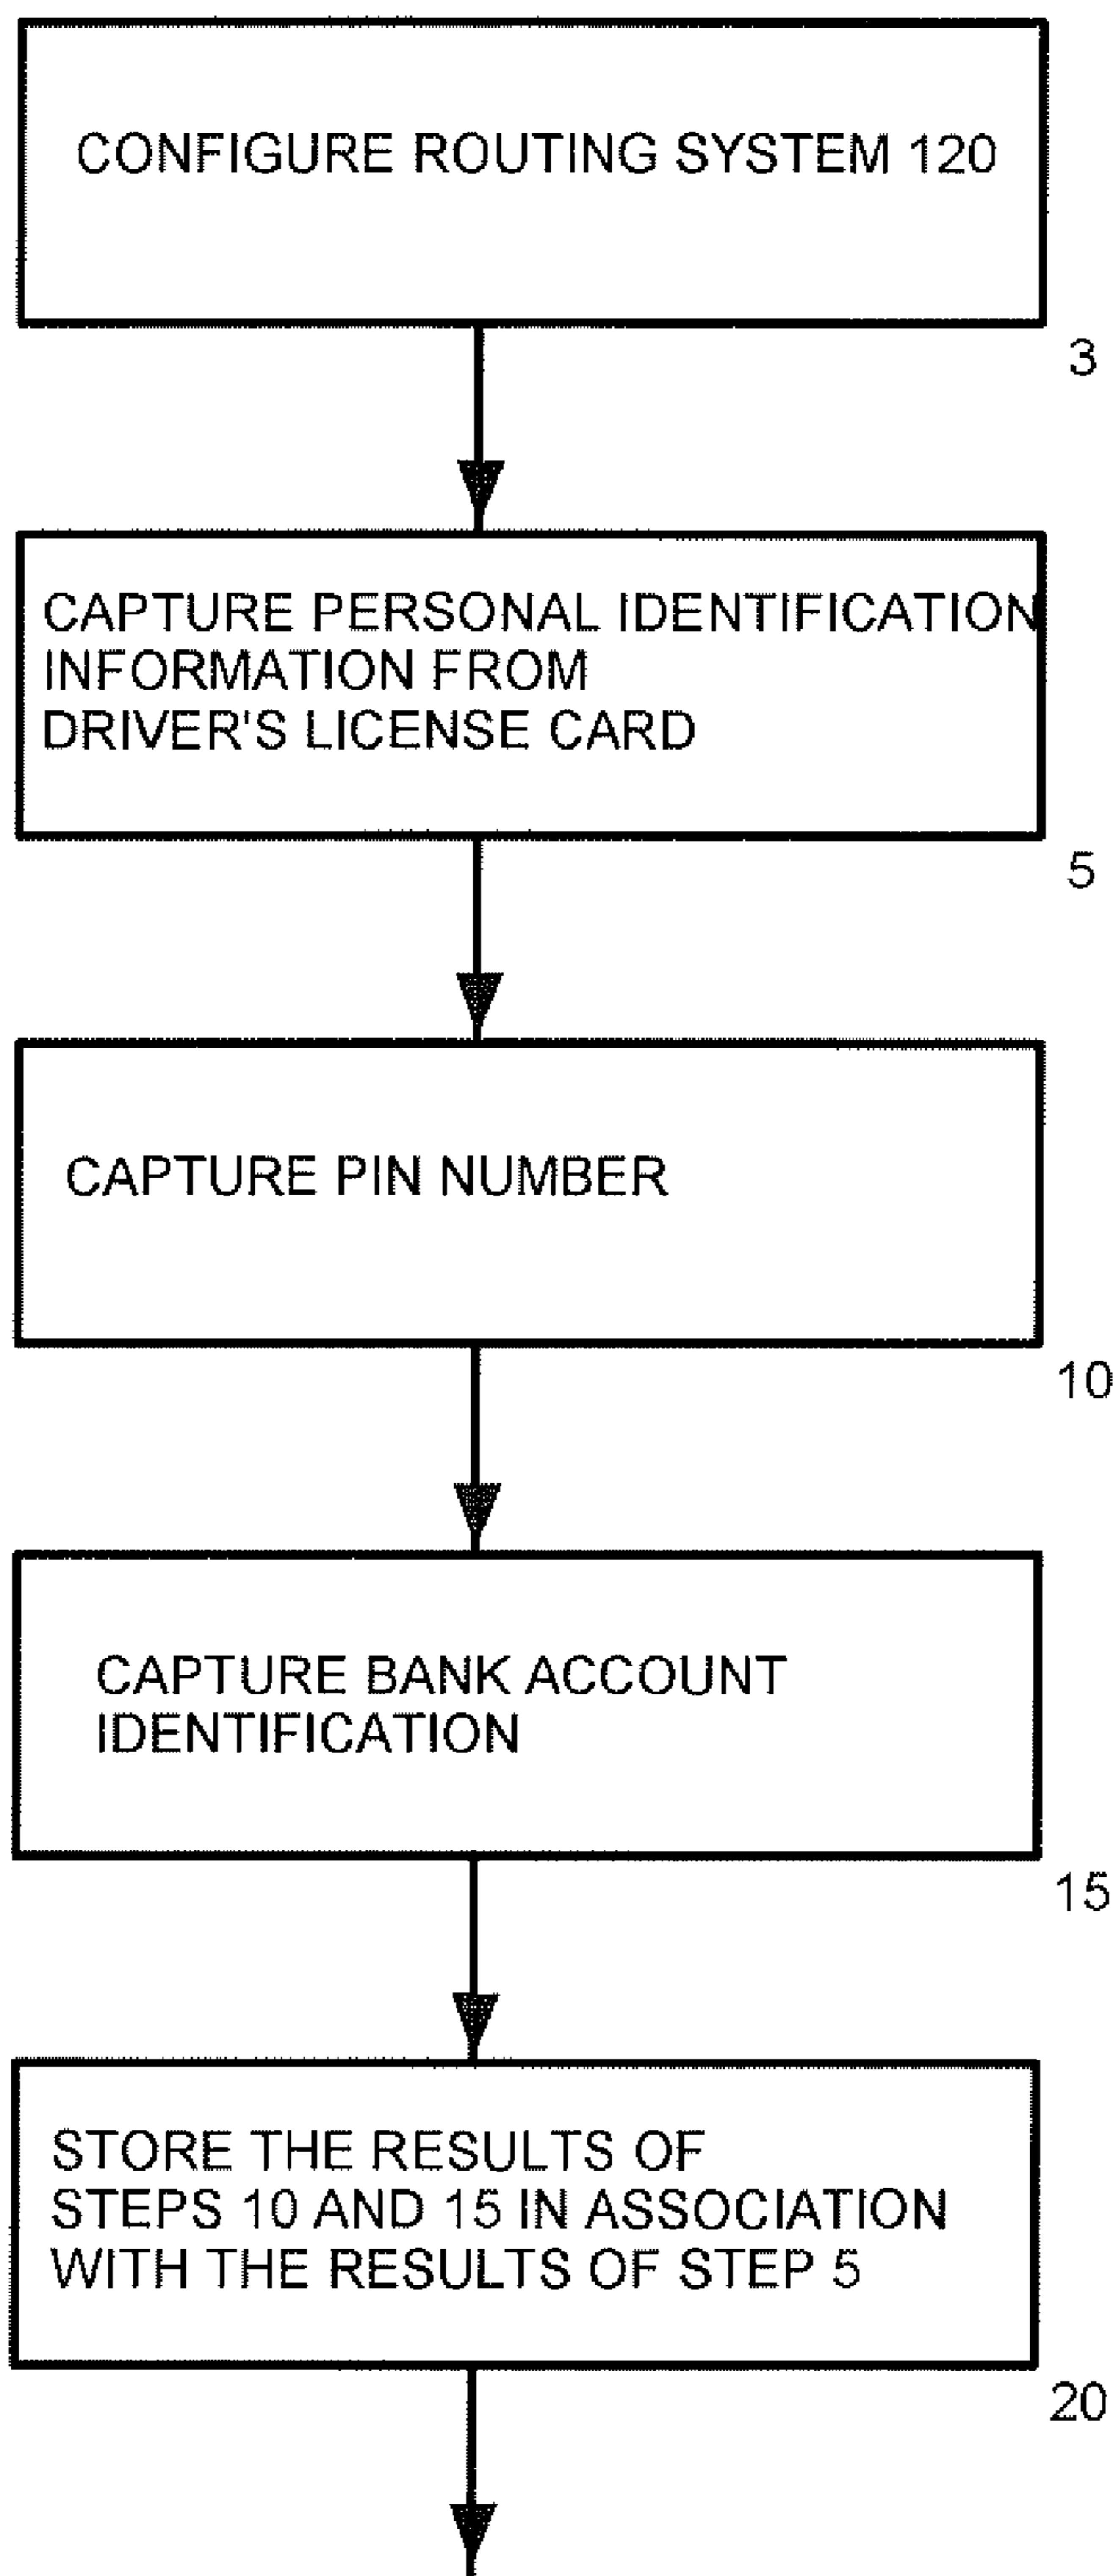 CONFIGURE ROUTING SYSTEM 120
3
CAPTURE PERSONAL IDENTIFICATION
INFORMATION FROM
DRIVER'S LICENSE CARD
5
CAPTURE PIN NUMBER
10
CAPTURE BANK ACCOUNT
IDENTIFICATION
15
STORE THE RESULTS OF
STEPS 10 AND 15 IN ASSOCIATION
WITH THE RESULTS OF STEP 5
20